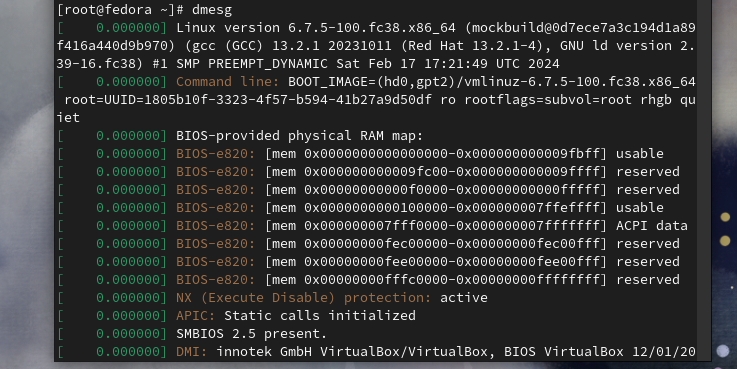 [root@fedora ~]# dmesg
[    0.000000] Linux version 6.7.5-100.fc38.x86_64 (mockbuild@0d7ece7a3c194d1a89
f416a440d9b970) (gcc (GCC) 13.2.1 20231011 (Red Hat 13.2.1-4), GNU ld version 2.
39-16.fc38) #1 SMP PREEMPT_DYNAMIC Sat Feb 17 17:21:49 UTC 2024
[    0.000000] Command line: BOOT_IMAGE=(hd0,gpt2)/vmlinuz-6.7.5-100.fc38.x86_64
 root=UUID=1805b10f-3323-4f57-b594-41b27a9d50df ro rootflags=subvol=root rhgb qu
iet
[    0.000000] BIOS-provided physical RAM map:
[    0.000000] BIOS-e820: [mem 0x0000000000000000-0x000000000009fbff] usable
[    0.000000] BIOS-e820: [mem 0x000000000009fc00-0x000000000009ffff] reserved
[    0.000000] BIOS-e820: [mem 0x00000000000f0000-0x00000000000fffff] reserved
[    0.000000] BIOS-e820: [mem 0x0000000000100000-0x000000007ffeffff] usable
[    0.000000] BIOS-e820: [mem 0x000000007fff0000-0x000000007fffffff] ACPI data
[    0.000000] BIOS-e820: [mem 0x00000000fec00000-0x00000000fec00fff] reserved
[    0.000000] BIOS-e820: [mem 0x00000000fee00000-0x00000000fee00fff] reserved
[    0.000000] BIOS-e820: [mem 0x00000000fffc0000-0x00000000ffffffff] reserved
[    0.000000] NX (Execute Disable) protection: active
[    0.000000] APIC: Static calls initialized
[    0.000000] SMBIOS 2.5 present.
[    0.000000] DMI: innotek GmbH VirtualBox/VirtualBox, BIOS VirtualBox 12/01/20